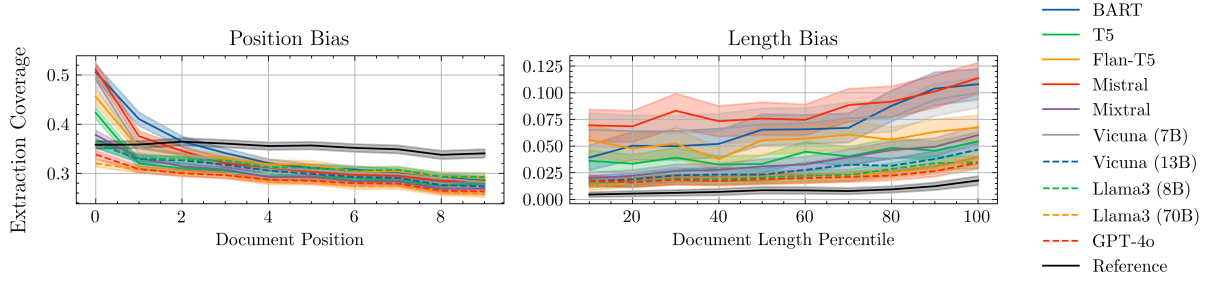 Position Bias
Extraction Coverage
0.5
0.4
0.3
0 2 4 6 8
Document Position
Length Bias
0.125
0.100
0.075
0.050
0.025
0.000
20 40 60 80 100
Document Length Percentile
BART
T5
Flan-T5
Mistral
Mixtral
Vicuna (7B)
Vicuna (13B)
Llama3 (8B)
Llama3 (70B)
GPT-4o
Reference